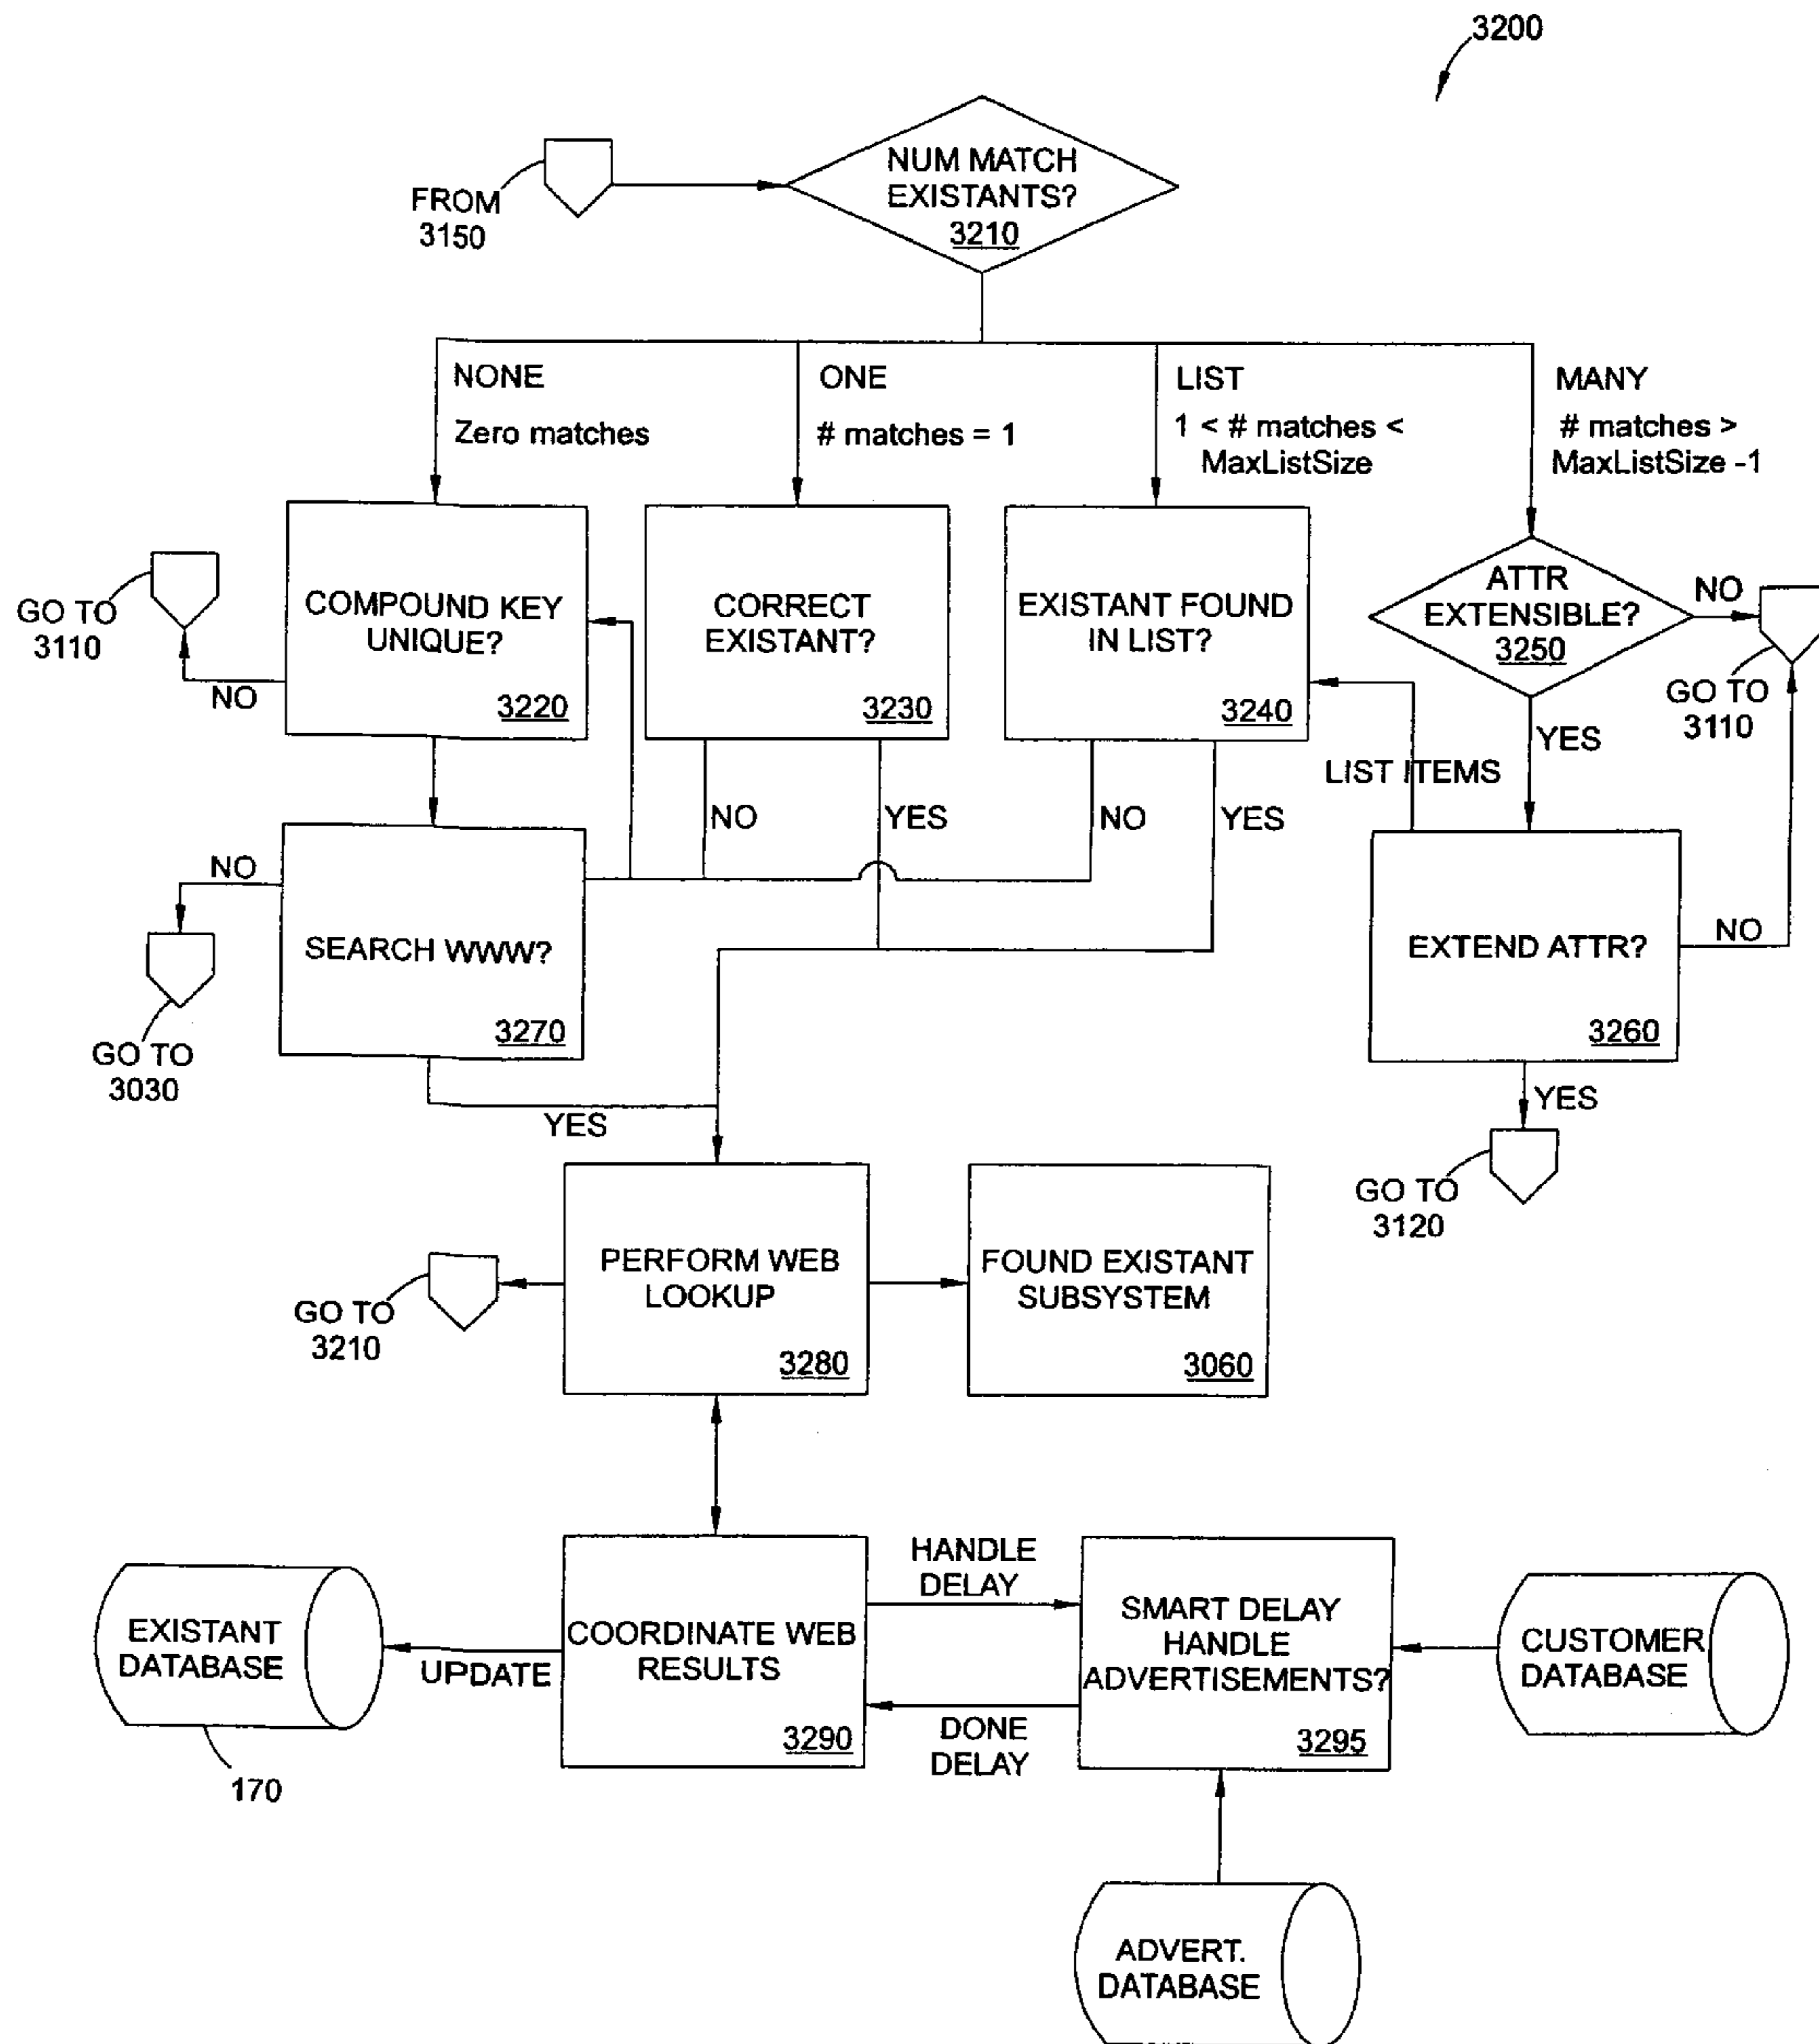 3200
NUM MATCH
EXISTANTS?
3210
FROM
3150
NONE
Zero matches
ONE
# matches = 1
LIST
1 < # matches <
MaxListSize
MANY
# matches >
MaxListSize -1
GO TO
3110
NO
COMPOUND KEY
UNIQUE?
3220
CORRECT
EXISTANT?
3230
EXISTANT FOUND
IN LIST?
3240
ATTR
EXTENSIBLE?
3250
NO
GO TO
3110
YES
LIST ITEMS
NO
YES
NO
YES
NO
GO TO
3030
SEARCH WWW?
3270
YES
EXTEND ATTR?
3260
NO
YES
GO TO
3120
GO TO
3210
PERFORM WEB
LOOKUP
3280
FOUND EXISTANT
SUBSYSTEM
3060
EXISTANT
DATABASE
170
UPDATE
COORDINATE WEB
RESULTS
3290
HANDLE
DELAY
DONE
DELAY
SMART DELAY
HANDLE
ADVERTISEMENTS?
3295
CUSTOMER
DATABASE
ADVERT.
DATABASE